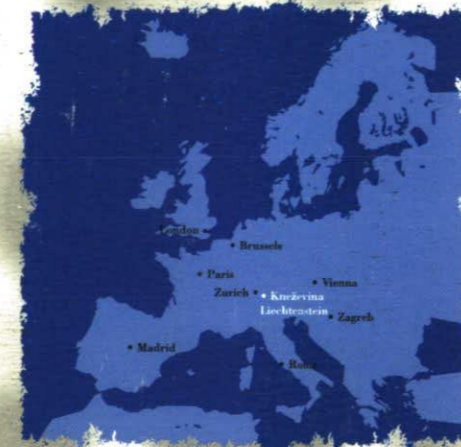 London
Brussels
Paris
Vienna
Zurich
Kneževina
Liechtenstein
Zagreb
Madrid
Roma